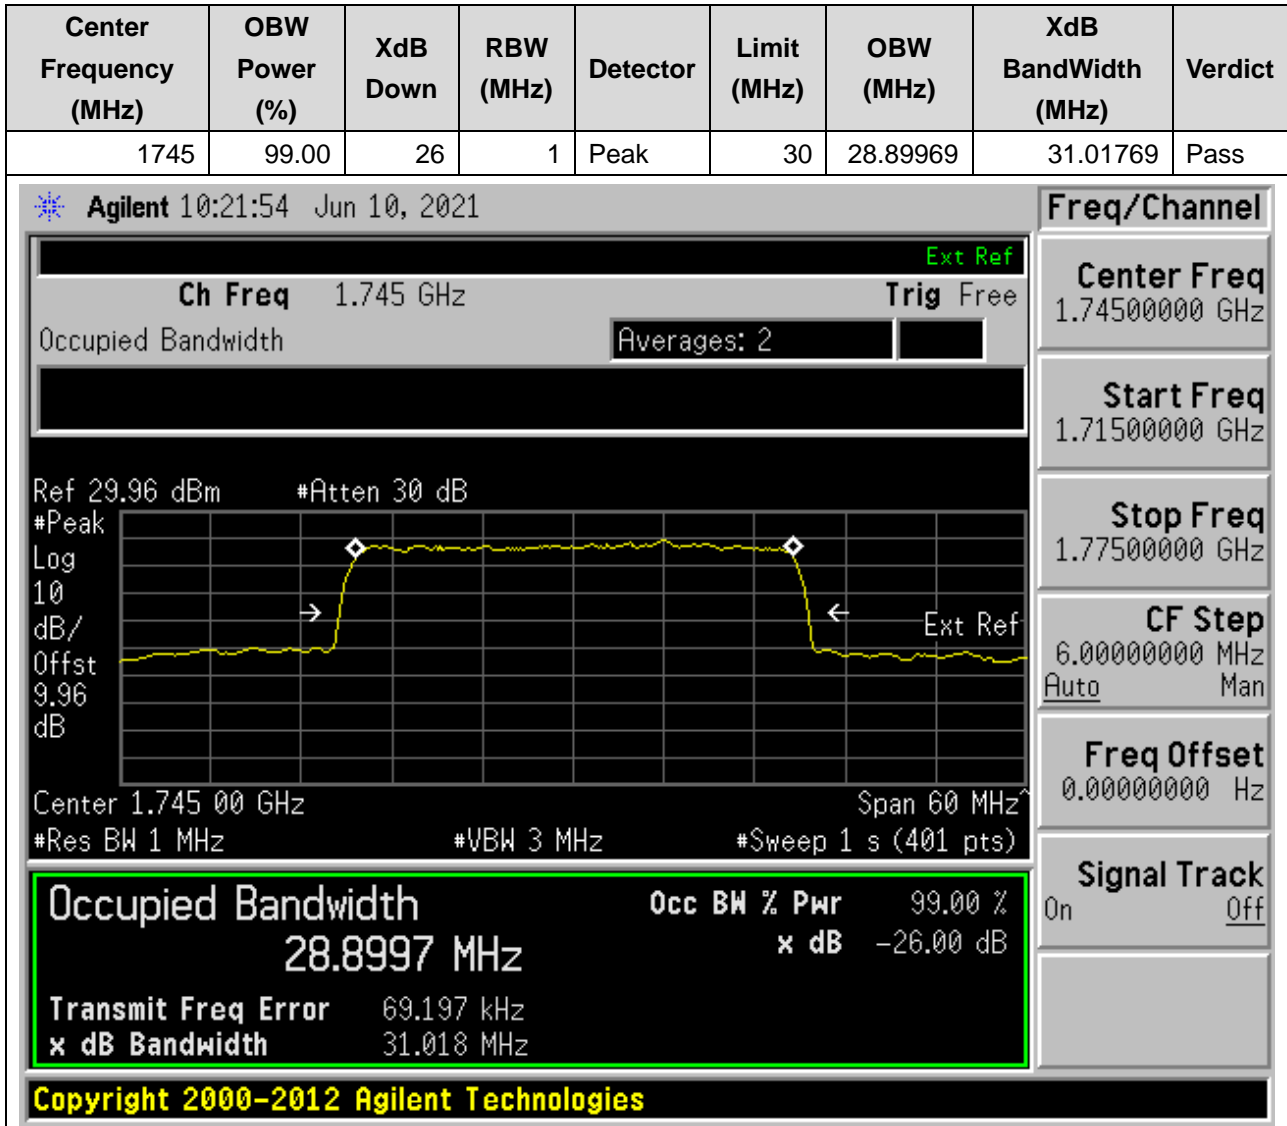 Center Frequency (MHz) OBW Power (%) XdB Down RBW (MHz) Detector Limit (MHz) OBW (MHz) XdB BandWidth (MHz) Verdict
1745 99.00 26 1 Peak 30 28.89969 31.01769 Pass
Agilent 10:21:54 Jun 10, 2021
Ext Ref
Ch Freq 1.745 GHz Trig Free
Occupied Bandwidth Averages: 2
Ref 29.96 dBm #Atten 30 dB
#Peak
Log
10
dB/
Offst
9.96
dB
Ext Ref
Center 1.745 00 GHz Span 60 MHz^
#Res BW 1 MHz #VBW 3 MHz #Sweep 1 s (401 pts)
Occupied Bandwidth Occ BW % Pwr 99.00 %
28.8997 MHz x dB -26.00 dB
Transmit Freq Error 69.197 kHz
x dB Bandwidth 31.018 MHz
Copyright 2000-2012 Agilent Technologies
Freq/Channel
Center Freq
1.74500000 GHz
Start Freq
1.71500000 GHz
Stop Freq
1.77500000 GHz
CF Step
6.00000000 MHz
Auto Man
Freq Offset
0.00000000 Hz
Signal Track
On Off